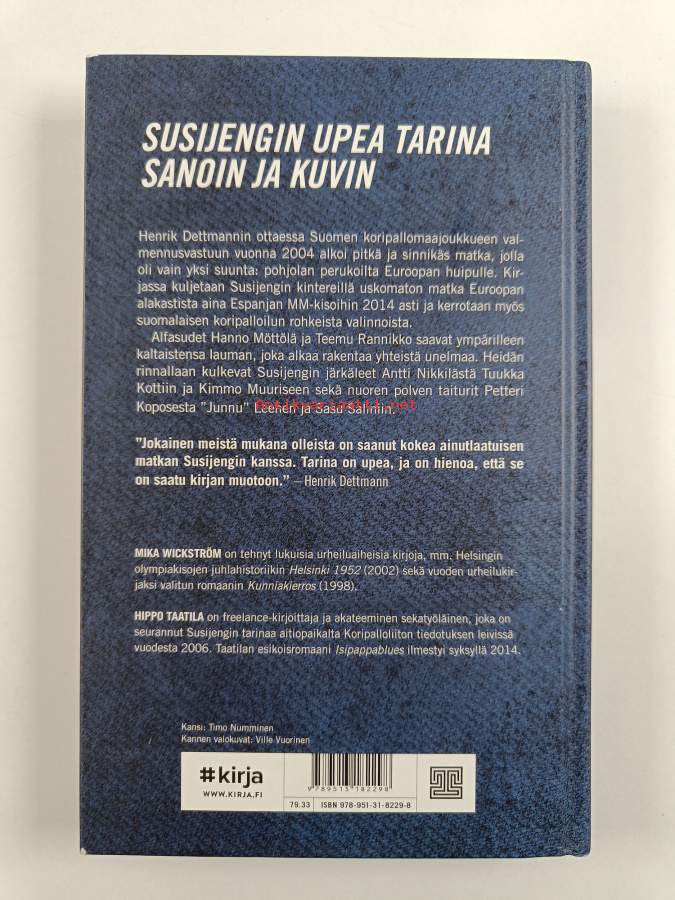 SUSIJENGIN UPEA TARINA
SANOIN JA KUVIN
Henrik Dettmannin ottaessa Suomen koripallomaajoukkueen val-
mennusvastuun vuonna 2004 alkoi pitkä ja sinnikäs matka, jolla
oli vain yksi suunta: pohjolan perukoilta Euroopan huipulle. Kir-
jassa kuljetaan Susijengin kintereillä uskomaton matka Euroopan
alakastista aina Espanjan MM-kisoihin 2014 asti ja kerrotaan myös
suomalaisen koripalloilun rohkeista valinnoista.
Alfasudet Hanno Möttölä ja Teemu Rannikko saavat ympärilleen
kaltaistensa lauman, joka alkaa rakentaa yhteistä unelmaa. Heidän
rinnallaan kulkevat Susijengin järkäleet Antti Nikkilästä Tuukka
Kottiin ja Kimmo Muuriseen sekä nuoren polven taiturit Petteri
Koposesta "Junnu" Leehen ja Sasu Saliniin.
antikvariaatti.net
"Jokainen meistä mukana olleista on saanut kokea ainutlaatuisen
matkan Susijengin kanssa. Tarina on upea, ja on hienoa, että se
on saatu kirjan muotoon." – Henrik Dettmann
MIKA WICKSTRÖM on tehnyt lukuisia urheiluaiheisia kirjoja, mm. Helsingin
olympiakisojen juhlahistoriikin Helsinki 1952 (2002) sekä vuoden urheilukir-
jaksi valitun romaanin Kunniakierros (1998).
HIPPO TAATILA on freelance-kirjoittaja ja akateeminen sekatyöläinen, joka on
seurannut Susijengin tarinaa aitiopaikalta Koripalloliiton tiedotuksen leivissä
vuodesta 2006. Taatilan esikoisromaani Isipappablues ilmestyi syksyllä 2014.
Kansi: Timo Numminen
Kannen valokuvat: Ville Vuorinen
#kirja
WWW.KIRJA.FI
9 789513 182298
79.33
ISBN 978-951-31-8229-8